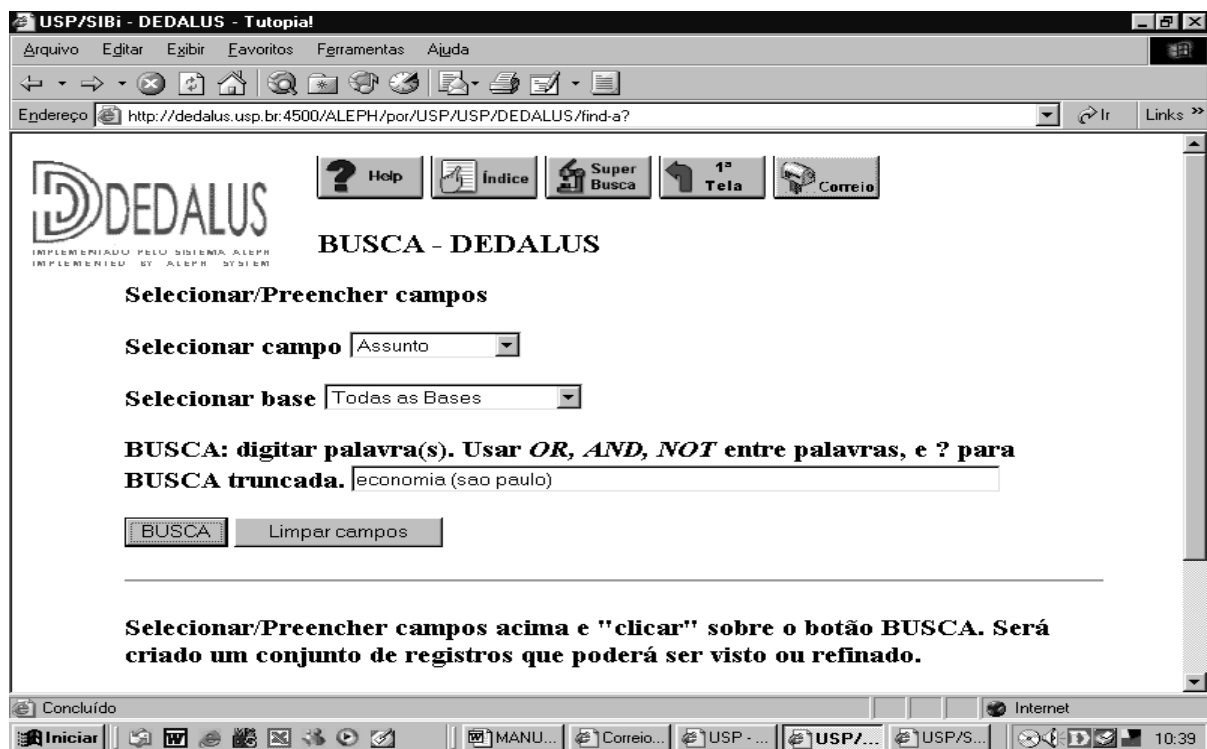 USP/SIBi - DEDALUS - Tutopia!
Arquivo Editar Exibir Favoritos Ferramentas Ajuda
Endereço http://dedalus.usp.br:4500/ALEPH/por/USP/USP/DEDALUS/find-a? Ir Links »
DEDALUS
IMPLEMENTADO PELO SISTEMA ALEPH
IMPLEMENTED BY ALEPH SYSTEM
? Help Índice Super Busca 1ª Tela Correio
BUSCA - DEDALUS
Selecionar/Preencher campos
Selecionar campo Assunto
Selecionar base Todas as Bases
BUSCA: digitar palavra(s). Usar OR, AND, NOT entre palavras, e ? para
BUSCA truncada. economia (sao paulo)
BUSCA Limpar campos
Selecionar/Preencher campos acima e "clicar" sobre o botão BUSCA. Será
criado um conjunto de registros que poderá ser visto ou refinado.
Concluído Internet
Iniciar MANU... Correio... USP - ... USP/... USP/S... 10:39